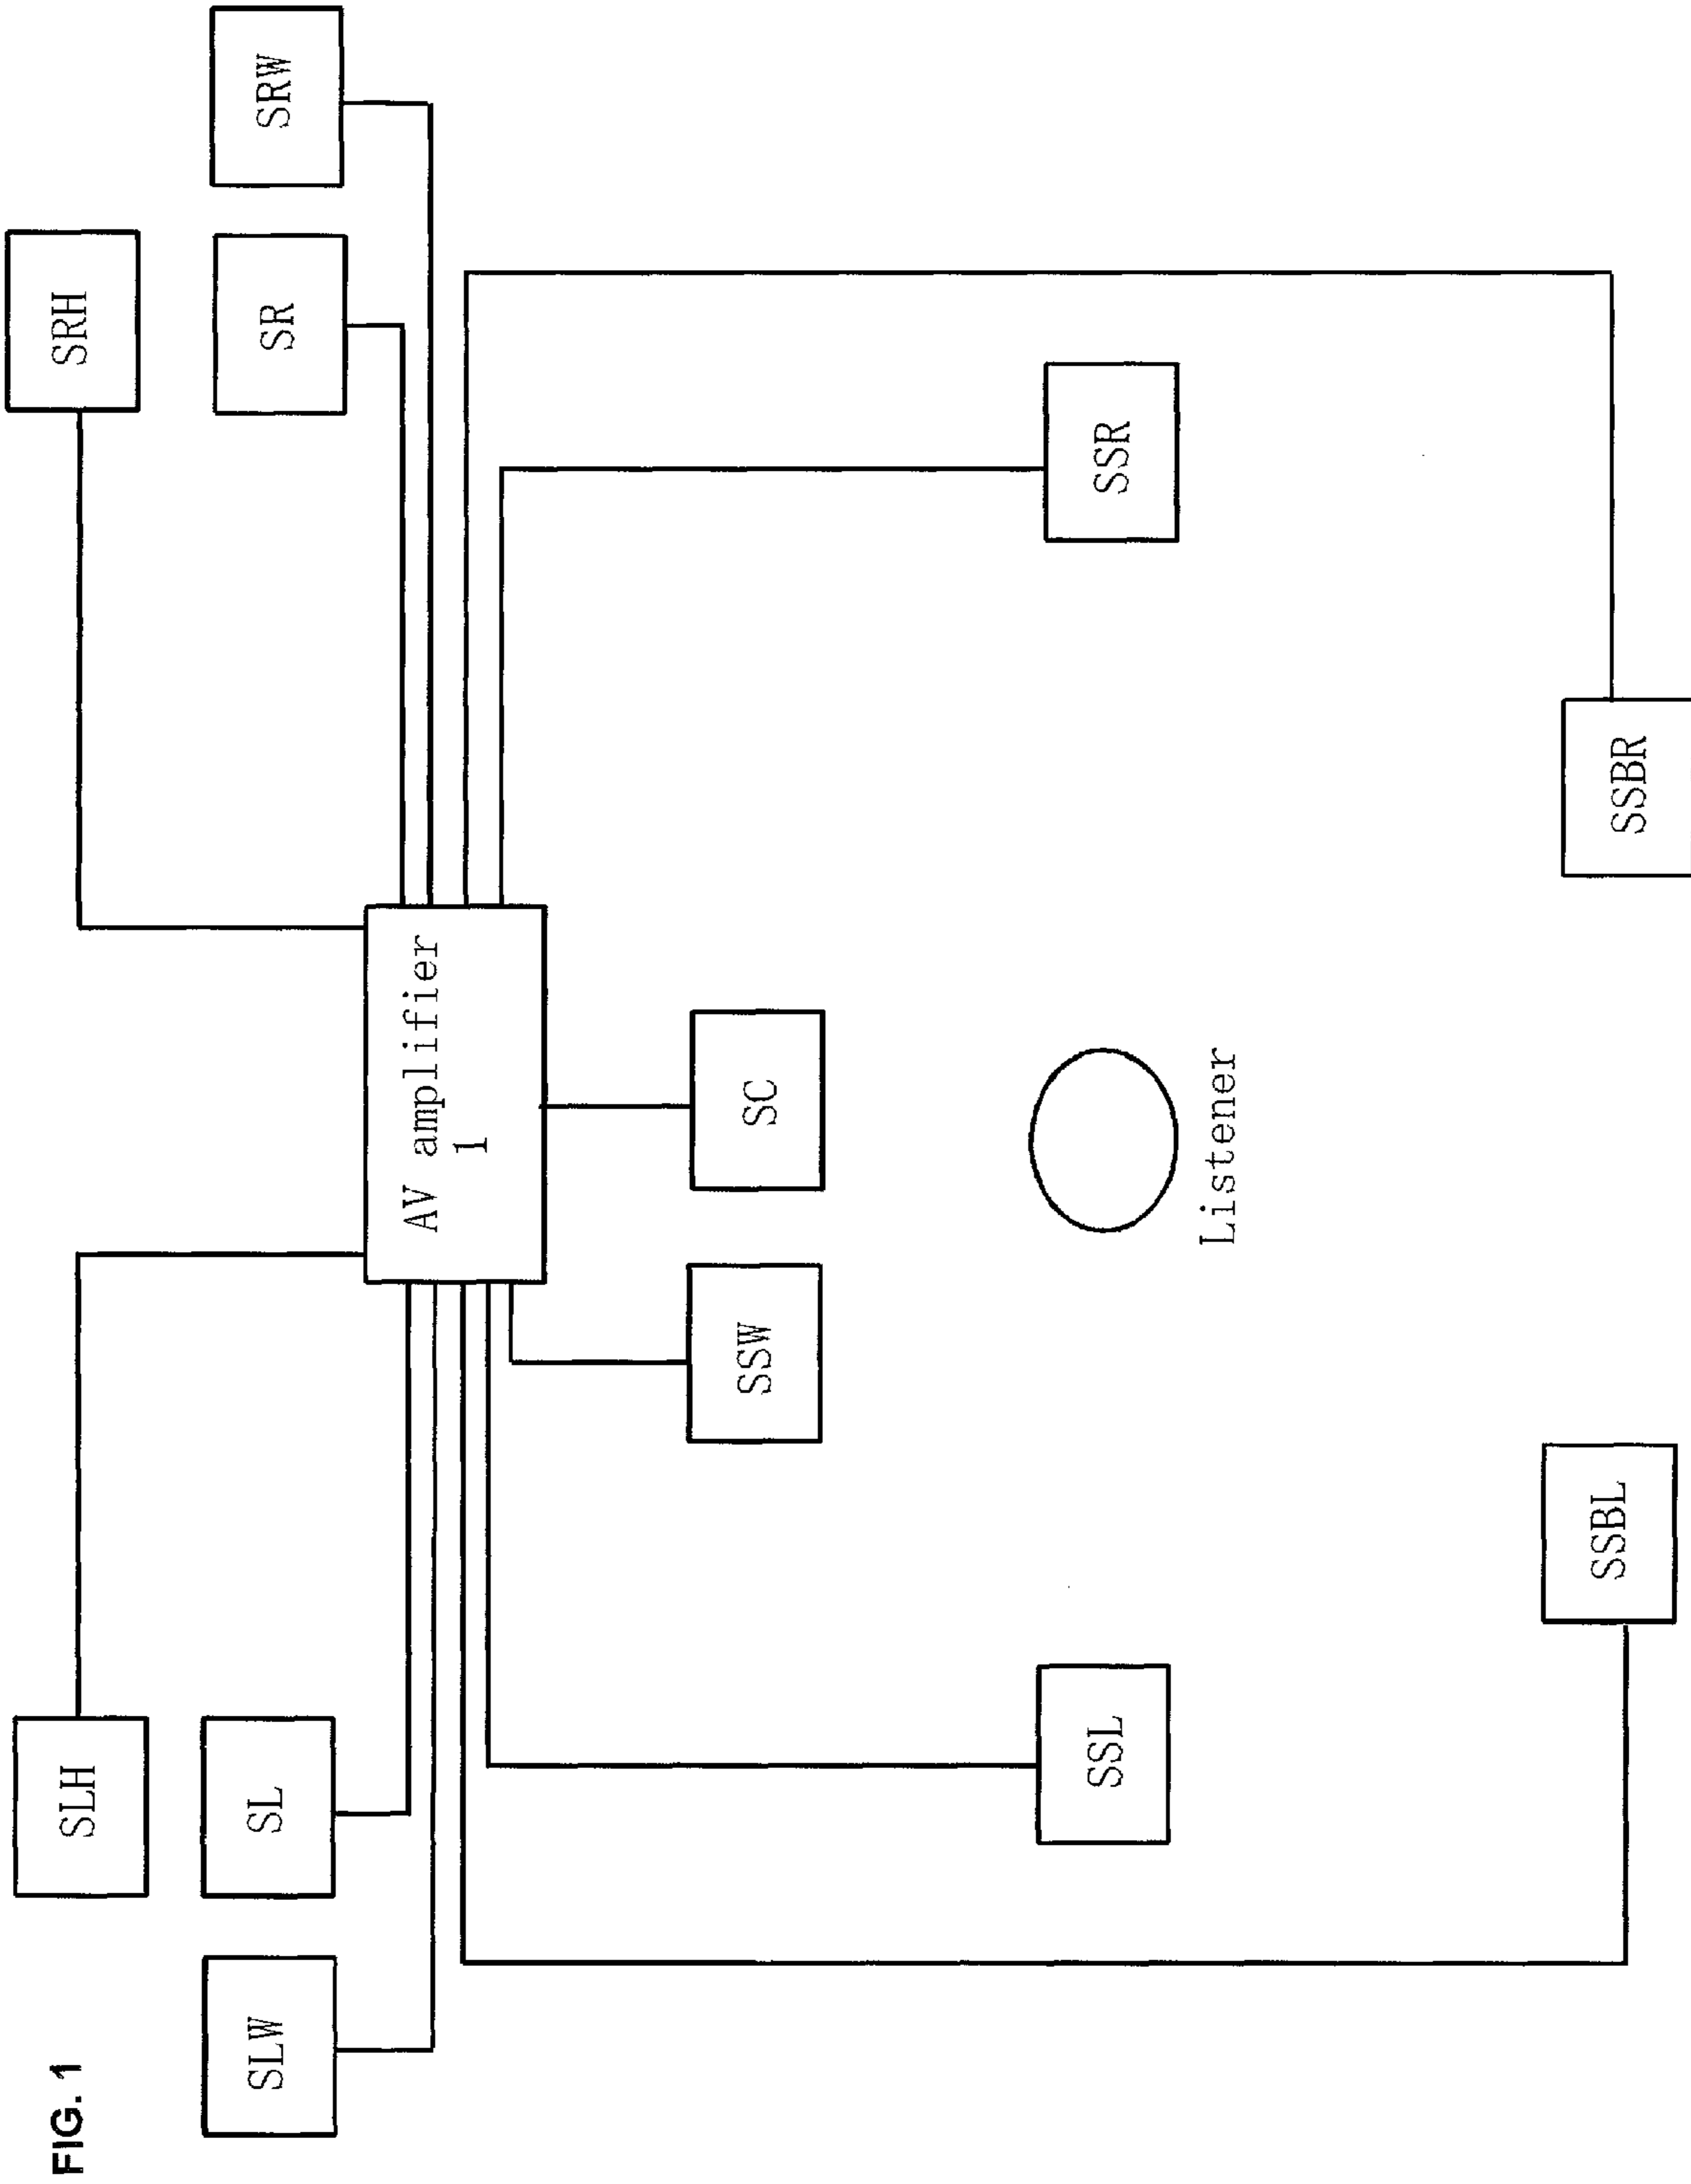 FIG. 1
SLH
SRH
SLW
SL
SR
SRW
AV amplifier
1
SSW
SC
SSL
Listener
SSR
SSBL
SSBR